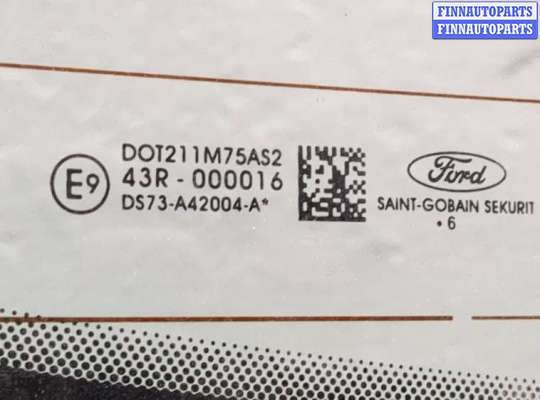 FINNAUTOPARTS
FINNAUTOPARTS
E9
DOT211M75AS2
43R - 000016
DS73-A42004-A*
Ford
SAINT-GOBAIN SEKURIT
• 6